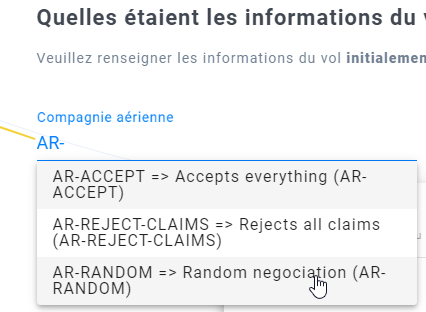 Quelles étaient les informations du
Veuillez renseigner les informations du vol initialemen
Compagnie aérienne
AR-
AR-ACCEPT => Accepts everything (AR-
ACCEPT)
AR-REJECT-CLAIMS => Rejects all claims
(AR-REJECT-CLAIMS)
AR-RANDOM => Random negociation (AR-
RANDOM)